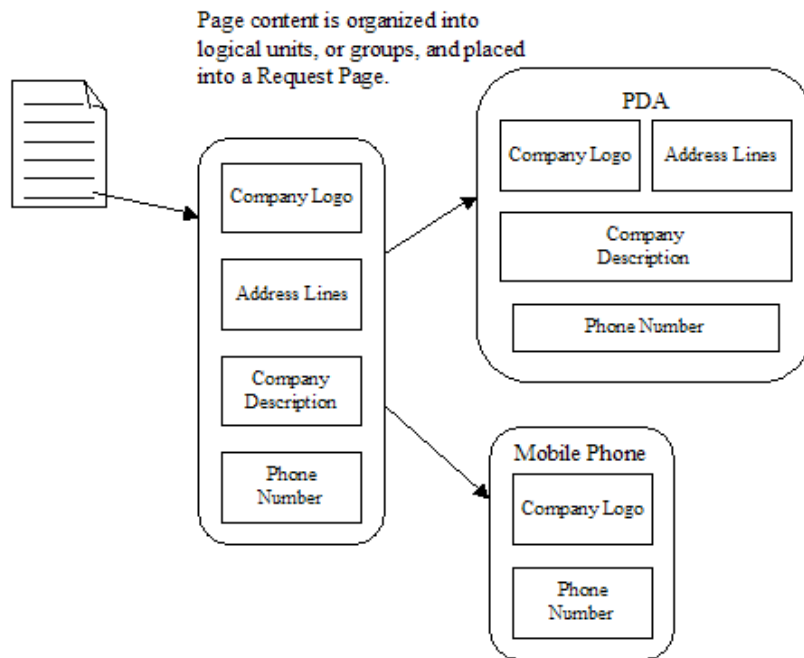 Page content is organized into
logical units, or groups, and placed
into a Request Page.
Company Logo
Address Lines
Company
Description
Phone
Number
PDA
Company Logo
Address Lines
Company
Description
Phone Number
Mobile Phone
Company Logo
Phone
Number